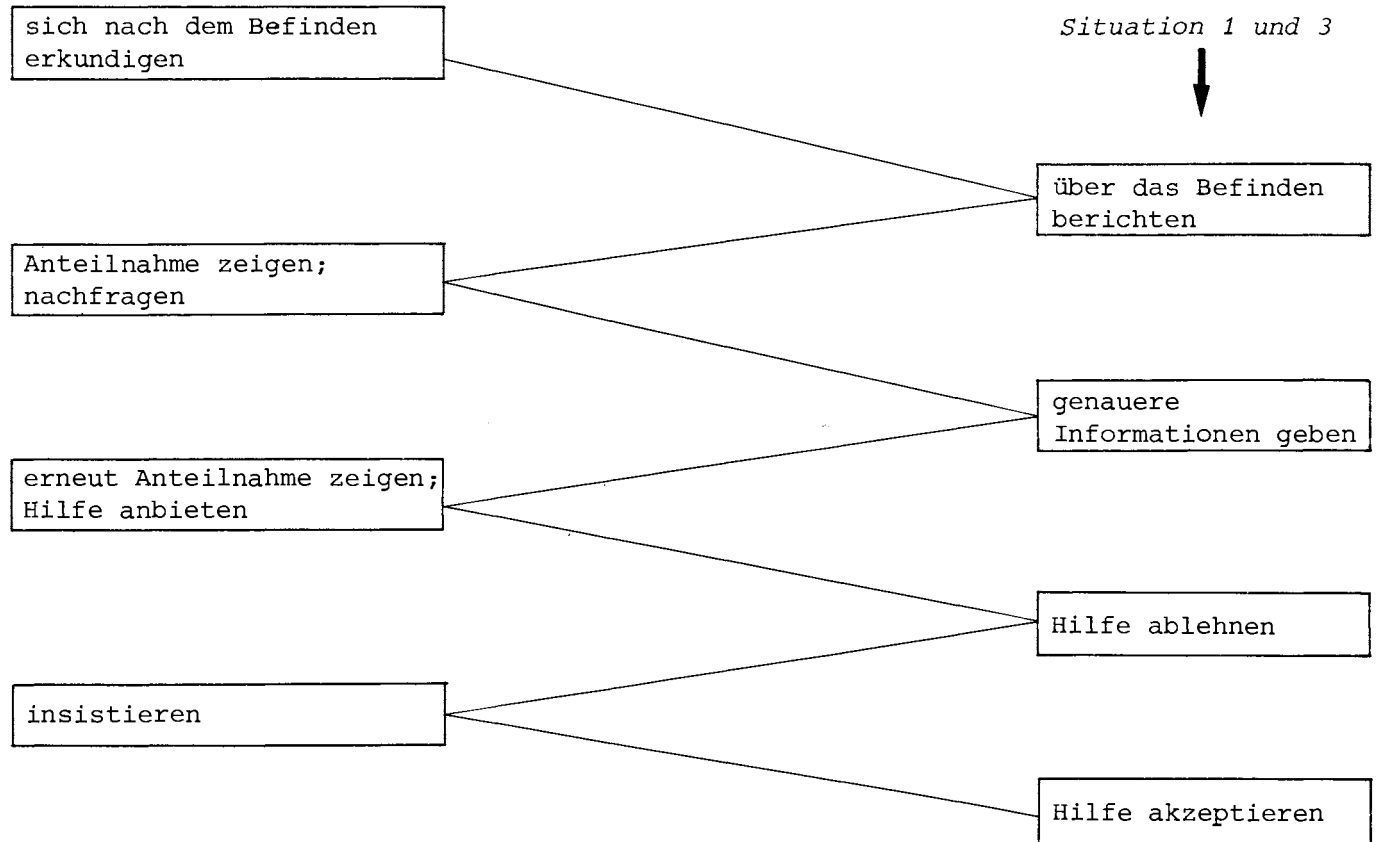 sich nach dem Befinden
erkundigen
Situation 1 und 3
über das Befinden
berichten
Anteilnahme zeigen;
nachfragen
genauere
Informationen geben
erneut Anteilnahme zeigen;
Hilfe anbieten
Hilfe ablehnen
insistieren
Hilfe akzeptieren